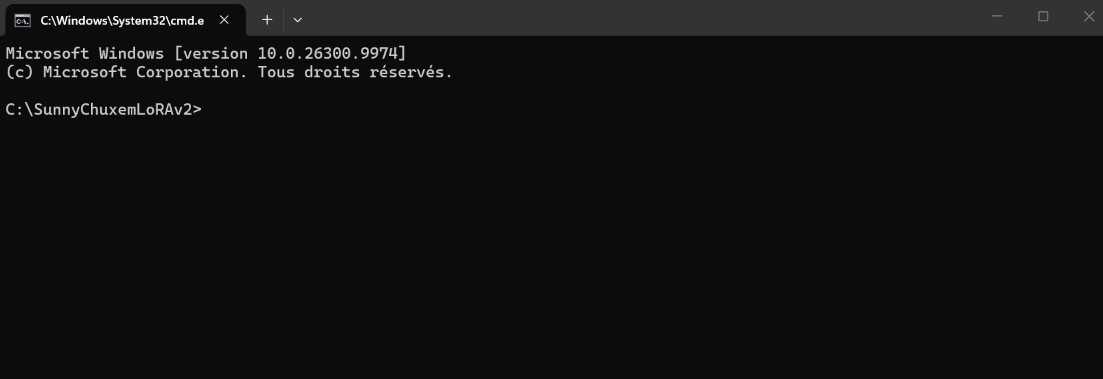 C:\Windows\System32\cmd.e
Microsoft Windows [version 10.0.26300.9974]
(c) Microsoft Corporation. Tous droits réservés.
C:\SunnyChuxemLoRAv2>